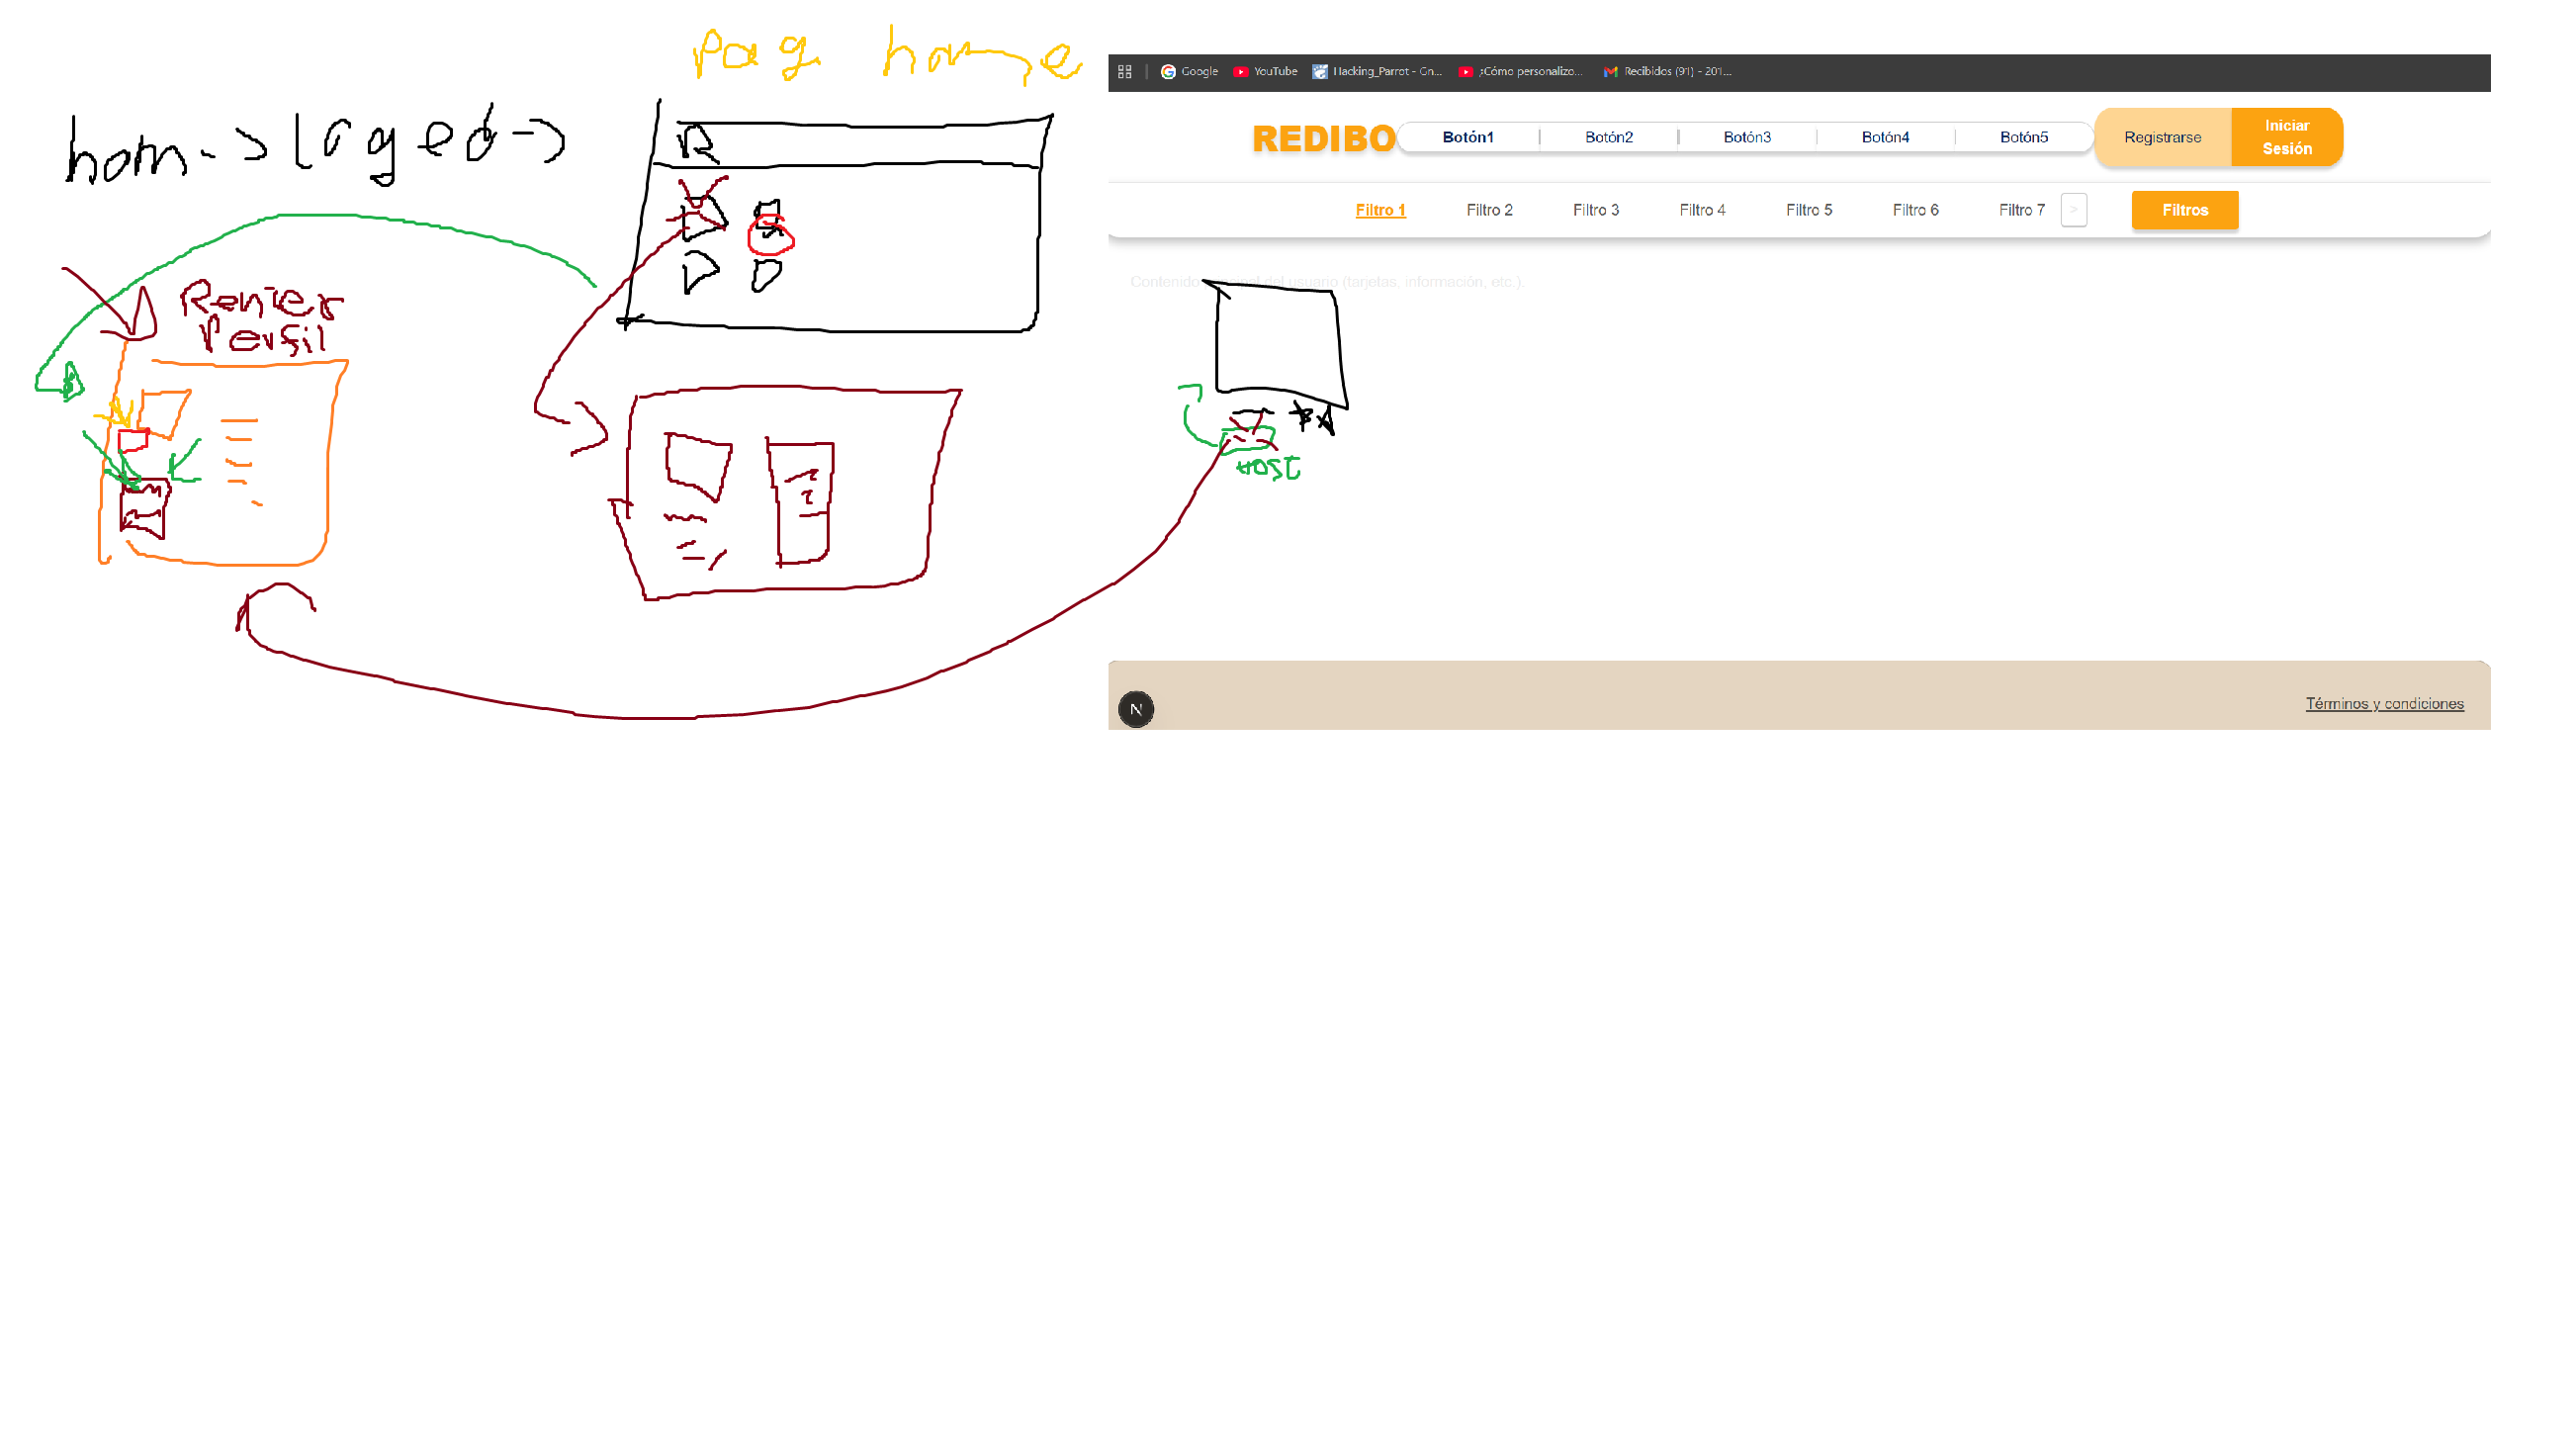 Pag home
hom -> loged ->
R
Renter
Perfil
HOST
Google YouTube Hacking_Parrot - Gn... ¿Cómo personalizo... Recibidos (91) - 201...
REDIBO Botón1 Botón2 Botón3 Botón4 Botón5 Registrarse Iniciar
Sesión
Filtro 1 Filtro 2 Filtro 3 Filtro 4 Filtro 5 Filtro 6 Filtro 7 > Filtros
Contenido principal del usuario (tarjetas, información, etc.).
N
Términos y condiciones